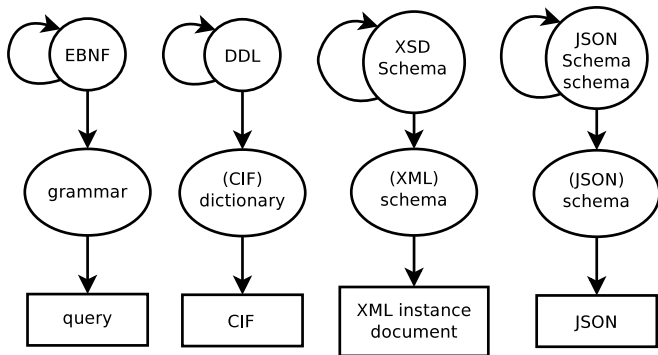 EBNF
DDL
XSD
Schema
JSON
Schema
schema
grammar
(CIF)
dictionary
(XML)
schema
(JSON)
schema
query
CIF
XML instance
document
JSON